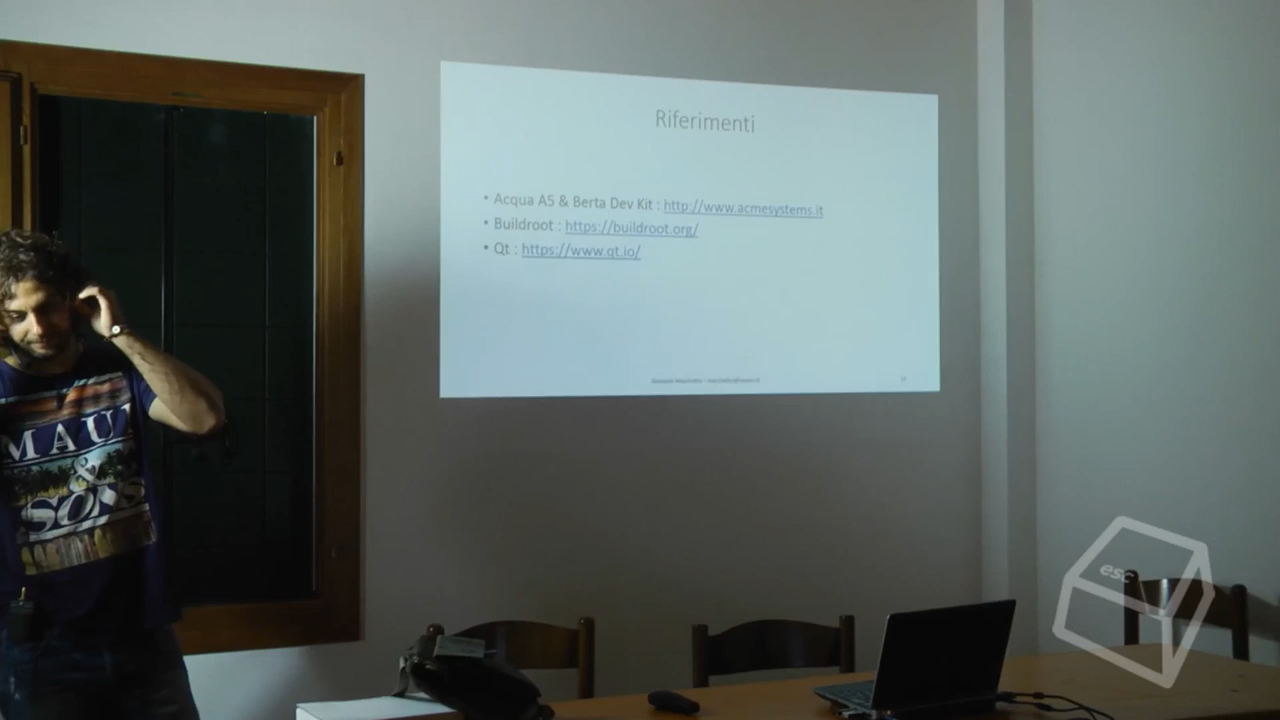 Riferimenti
• Acqua A5 & Berta Dev Kit : http://www.acmesystems.it
• Buildroot : https://buildroot.org/
• Qt : https://www.qt.io/
MAUI
&
SONS
esc